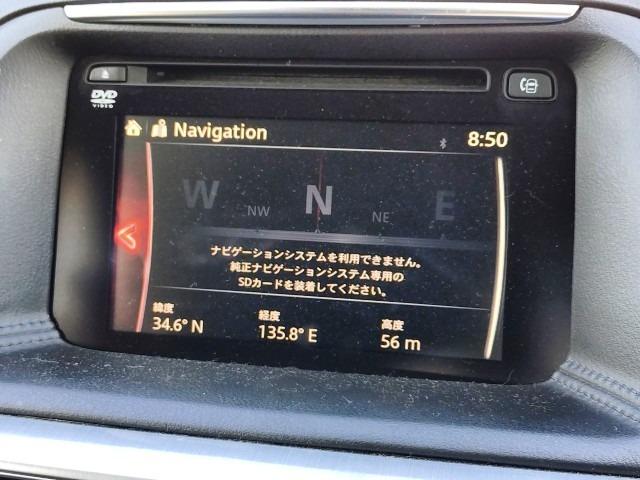 DVD
VIDEO
Navigation
8:50
W
NW
N
NE
E
ナビゲーションシステムを利用できません。
純正ナビゲーションシステム専用の
SDカードを装着してください。
緯度
経度
高度
34.6° N
135.8° E
56 m